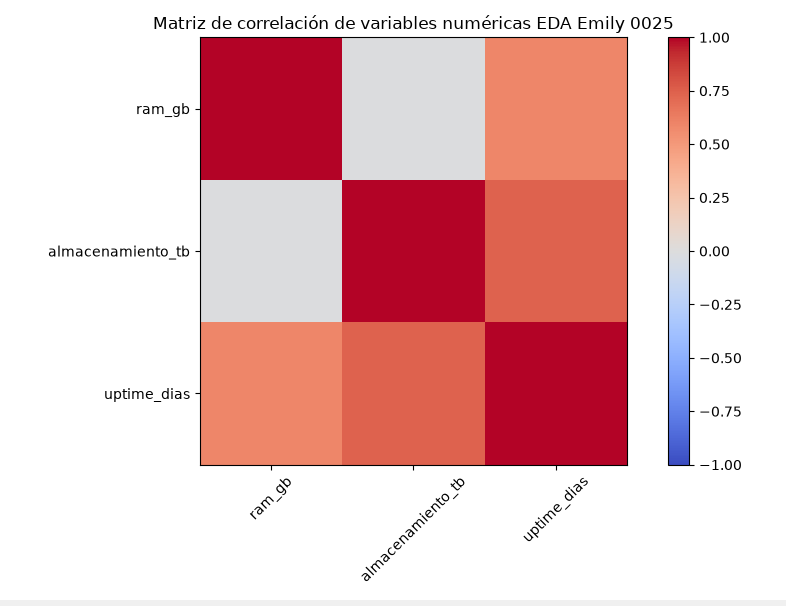 Matriz de correlación de variables numéricas EDA Emily 0025
ram_gb
almacenamiento_tb
uptime_dias
ram_gb
almacenamiento_tb
uptime_dias
1.00
0.75
0.50
0.25
0.00
−0.25
−0.50
−0.75
−1.00